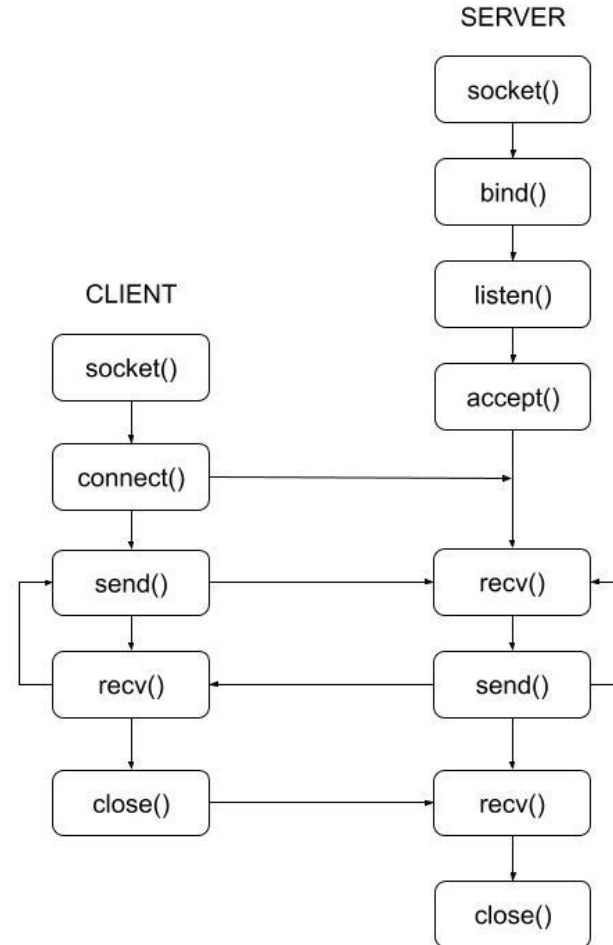 SERVER
socket()
bind()
listen()
accept()
recv()
send()
recv()
close()
CLIENT
socket()
connect()
send()
recv()
close()